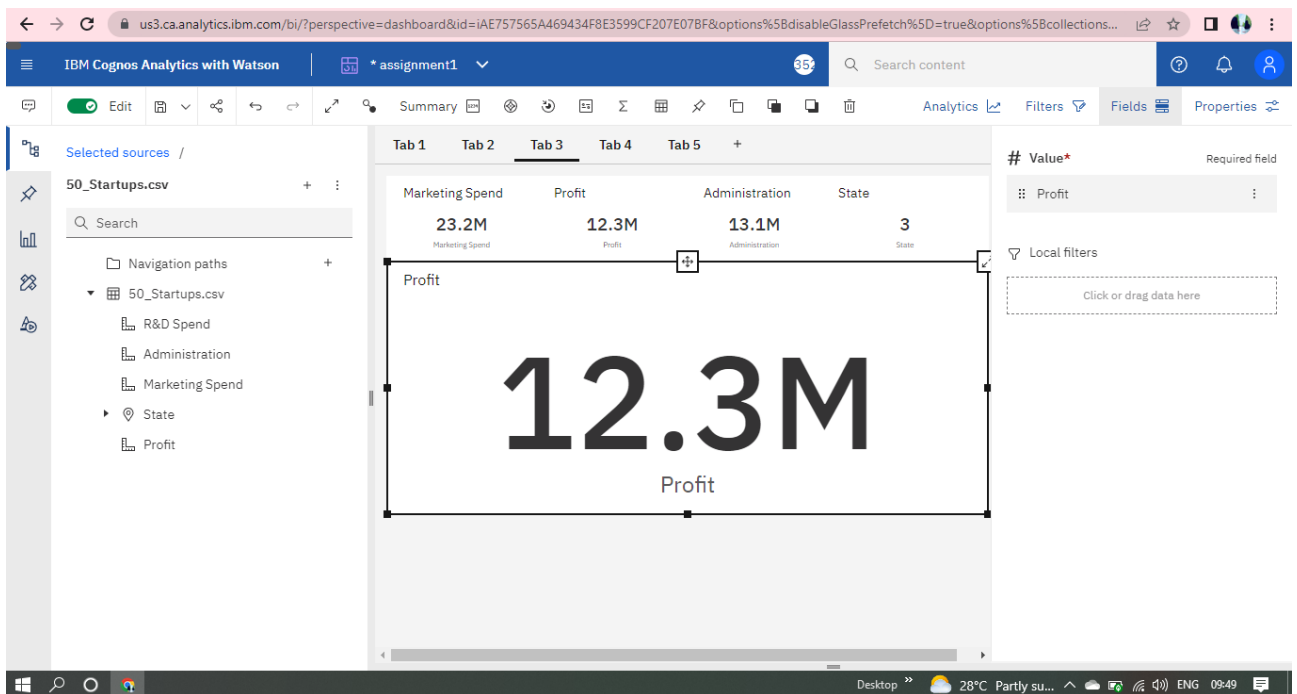 us3.ca.analytics.ibm.com/bi/?perspective=dashboard&id=iAE757565A469434F8E3599CF207E07BF&options%5BdisableGlassPrefetch%5D=true&options%5Bcollections...
IBM Cognos Analytics with Watson
* assignment1
352
Search content
Edit
Summary
Analytics
Filters
Fields
Properties
Selected sources /
50_Startups.csv
Search
Navigation paths
50_Startups.csv
R&D Spend
Administration
Marketing Spend
State
Profit
Tab 1 Tab 2 Tab 3 Tab 4 Tab 5 +
Marketing Spend Profit Administration State
23.2M 12.3M 13.1M 3
Marketing Spend Profit Administration State
Profit
12.3M
Profit
# Value* Required field
Profit
Local filters
Click or drag data here
Desktop » 28°C Partly su... ENG 09:49